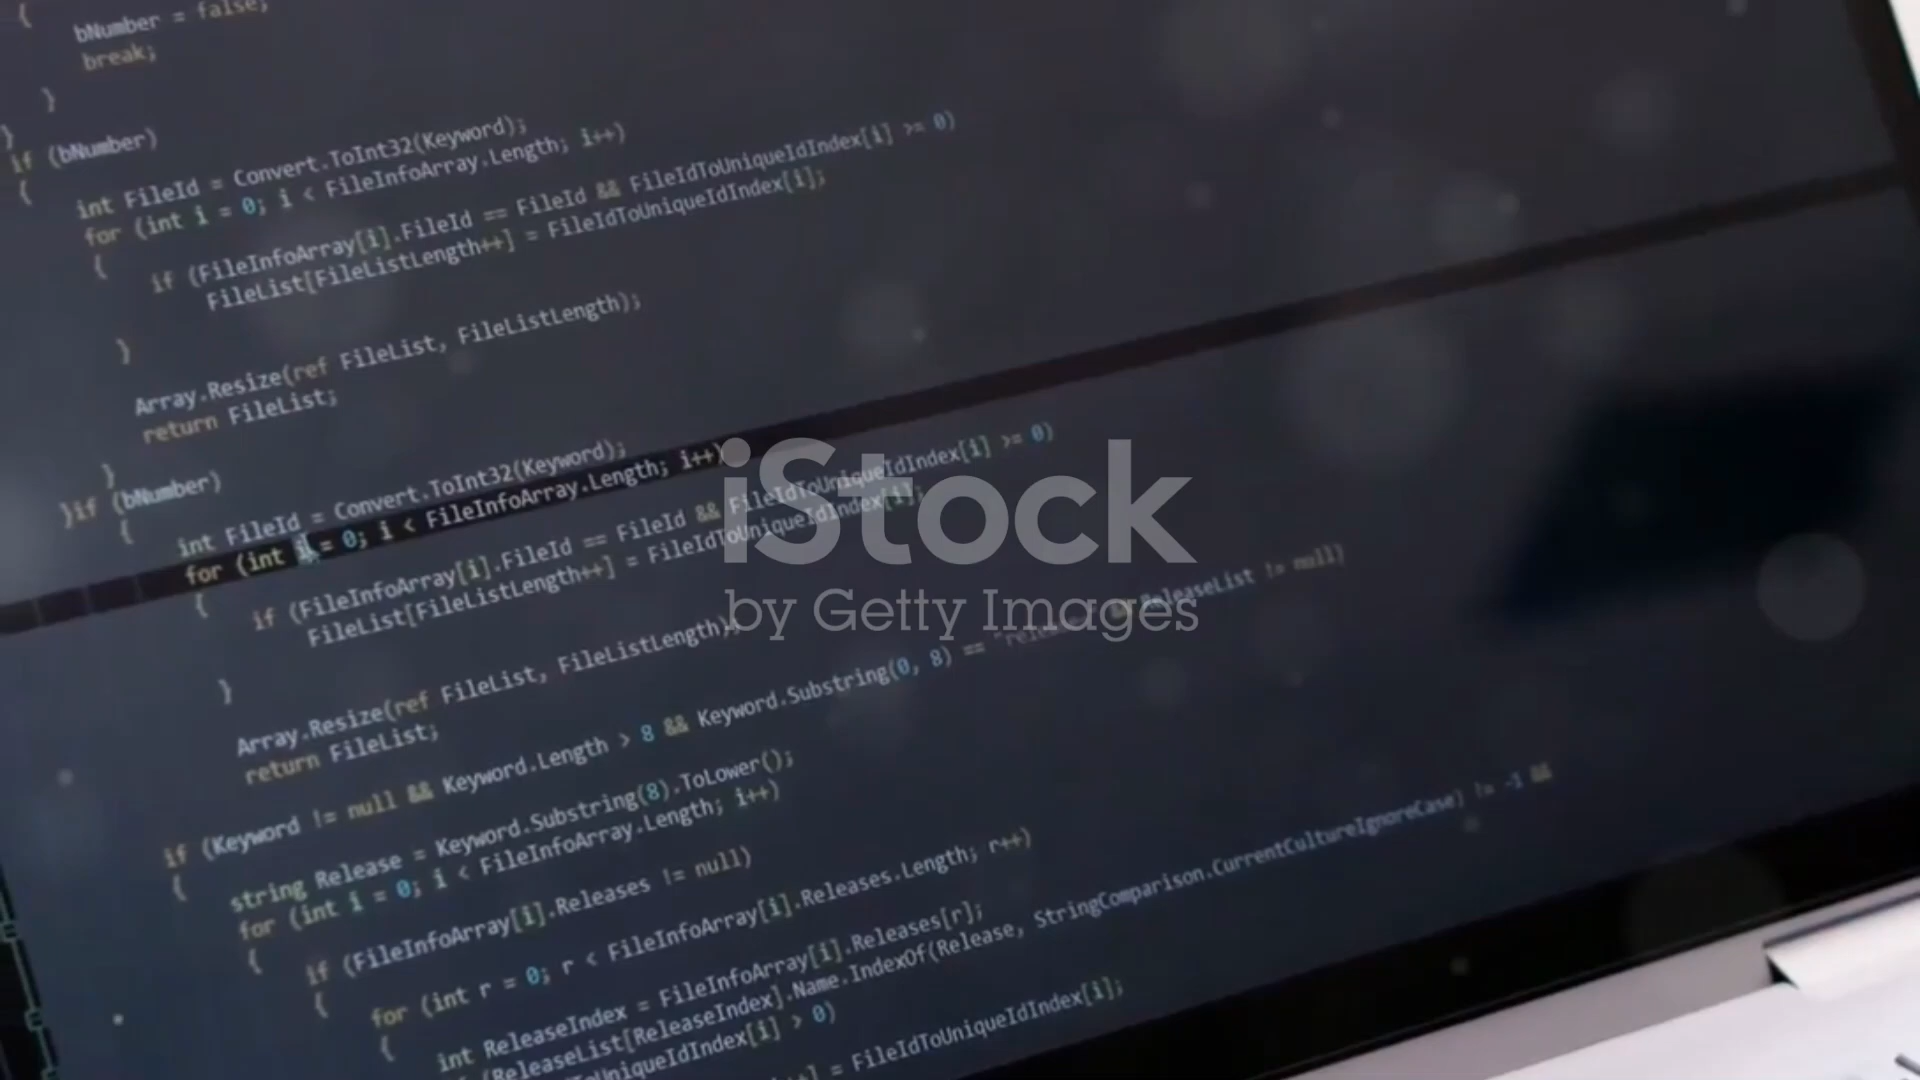 {
bNumber = false;
break;
}
}
if (bNumber)
{
int FileId = Convert.ToInt32(Keyword);
for (int i = 0; i < FileInfoArray.Length; i++)
{
if (FileInfoArray[i].FileId == FileId && FileIdToUniqueIdIndex[i] >= 0)
FileList[FileListLength++] = FileIdToUniqueIdIndex[i];
}
Array.Resize(ref FileList, FileListLength);
return FileList;
}
}if (bNumber)
{
int FileId = Convert.ToInt32(Keyword);
for (int i = 0; i < FileInfoArray.Length; i++)
{
if (FileInfoArray[i].FileId == FileId && FileIdToUniqueIdIndex[i] >= 0)
FileList[FileListLength++] = FileIdToUniqueIdIndex[i];
}
Array.Resize(ref FileList, FileListLength);
return FileList;
if (Keyword != null && Keyword.Length > 8 && Keyword.Substring(0, 8) == && ReleaseList != null)
{
string Release = Keyword.Substring(8).ToLower();
for (int i = 0; i < FileInfoArray.Length; i++)
{
if (FileInfoArray[i].Releases != null)
{
for (int r = 0; r < FileInfoArray[i].Releases.Length; r++)
{
int ReleaseIndex = FileInfoArray[i].Releases[r];
(ReleaseList[ReleaseIndex].Name.IndexOf(Release, StringComparison.CurrentCultureIgnoreCase) != -1 &&
UniqueIdIndex[i] > 0)
] = FileIdToUniqueIdIndex[i];
iStock
by Getty Images